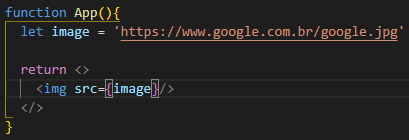 function App(){
let image = 'https://www.google.com.br/google.jpg'
return <>
<img src={image}/>
</>
}